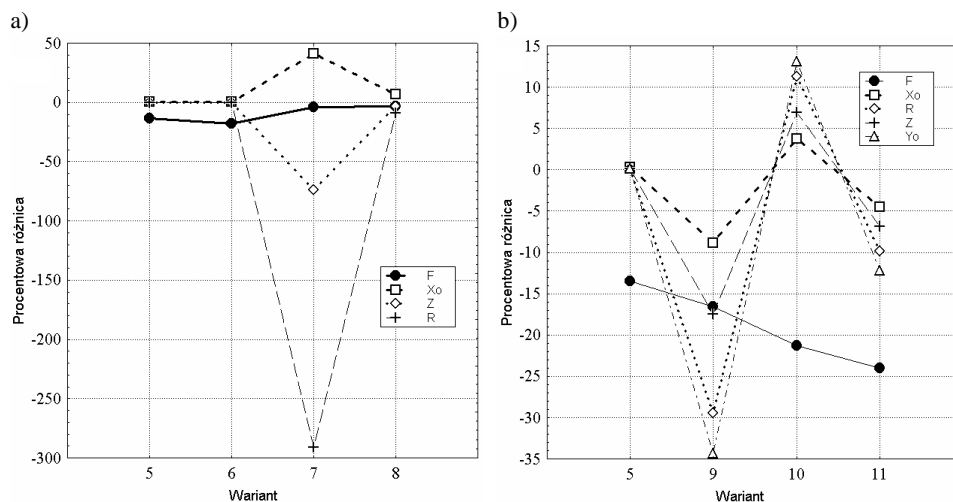 a)
50
0
-50
-100
-150
-200
-250
-300
Procentowa różnica
5 6 7 8
Wariant
F
Xo
Z
R
b)
15
10
5
0
-5
-10
-15
-20
-25
-30
-35
Procentowa różnica
5 9 10 11
Wariant
F
Xo
R
Z
Yo